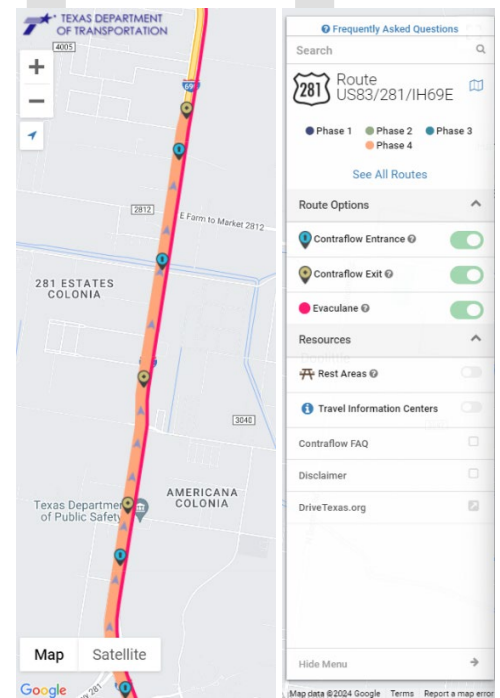 TEXAS DEPARTMENT
OF TRANSPORTATION
4005
69
2812
E Farm to Market 2812
281 ESTATES
COLONIA
3040
AMERICANA
COLONIA
Texas Departmen
of Public Safety
281
Map
Satellite
Google
Frequently Asked Questions
Search
281
Route
US83/281/IH69E
Phase 1
Phase 2
Phase 3
Phase 4
See All Routes
Route Options
Contraflow Entrance
Contraflow Exit
Evaculane
Resources
Rest Areas
Travel Information Centers
Contraflow FAQ
Disclaimer
DriveTexas.org
Hide Menu
Map data ©2024 Google
Terms
Report a map error